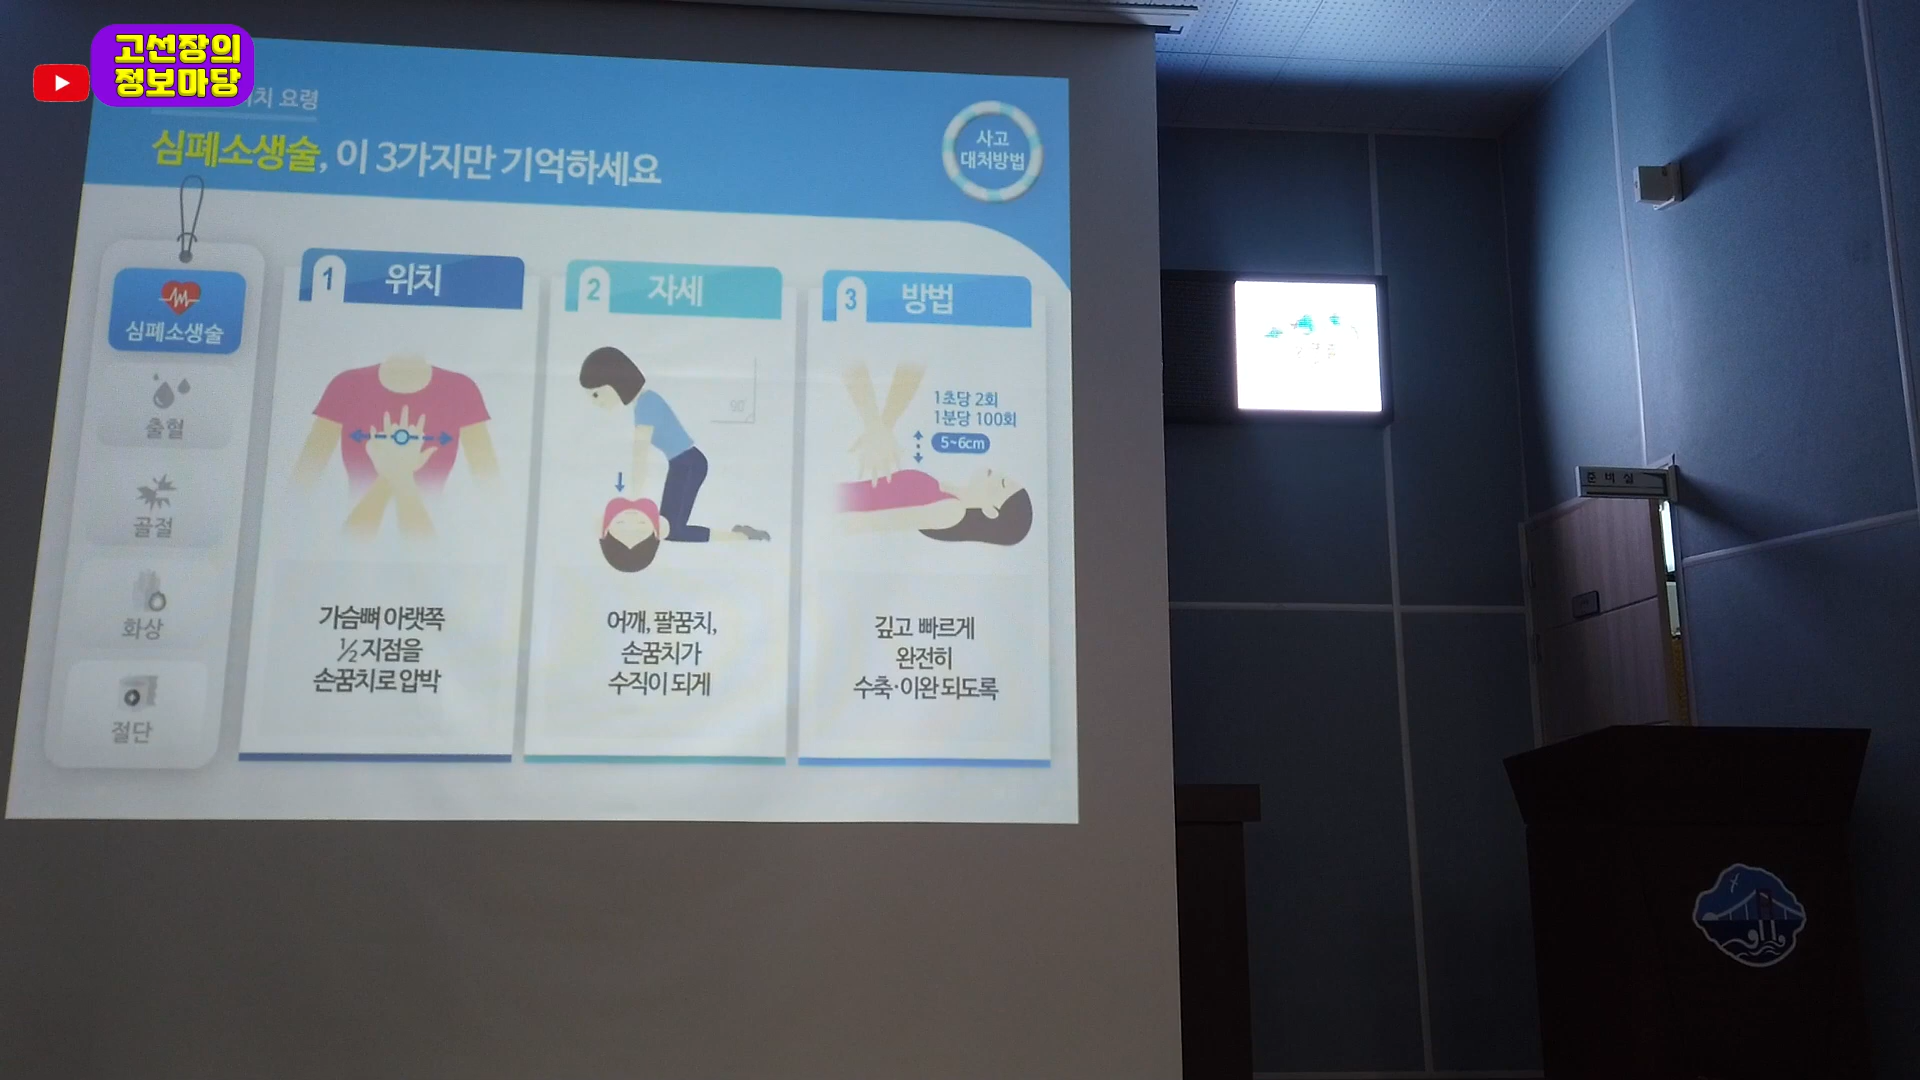 고선장의
정보마당
치 요령
심폐소생술, 이 3가지만 기억하세요
사고
대처방법
심폐소생술
출혈
골절
화상
절단
1 위치
가슴뼈 아랫쪽
½ 지점을
손꿈치로 압박
2 자세
90°
어깨, 팔꿈치,
손꿈치가
수직이 되게
3 방법
1초당 2회
1분당 100회
5~6cm
깊고 빠르게
완전히
수축·이완 되도록
준비실